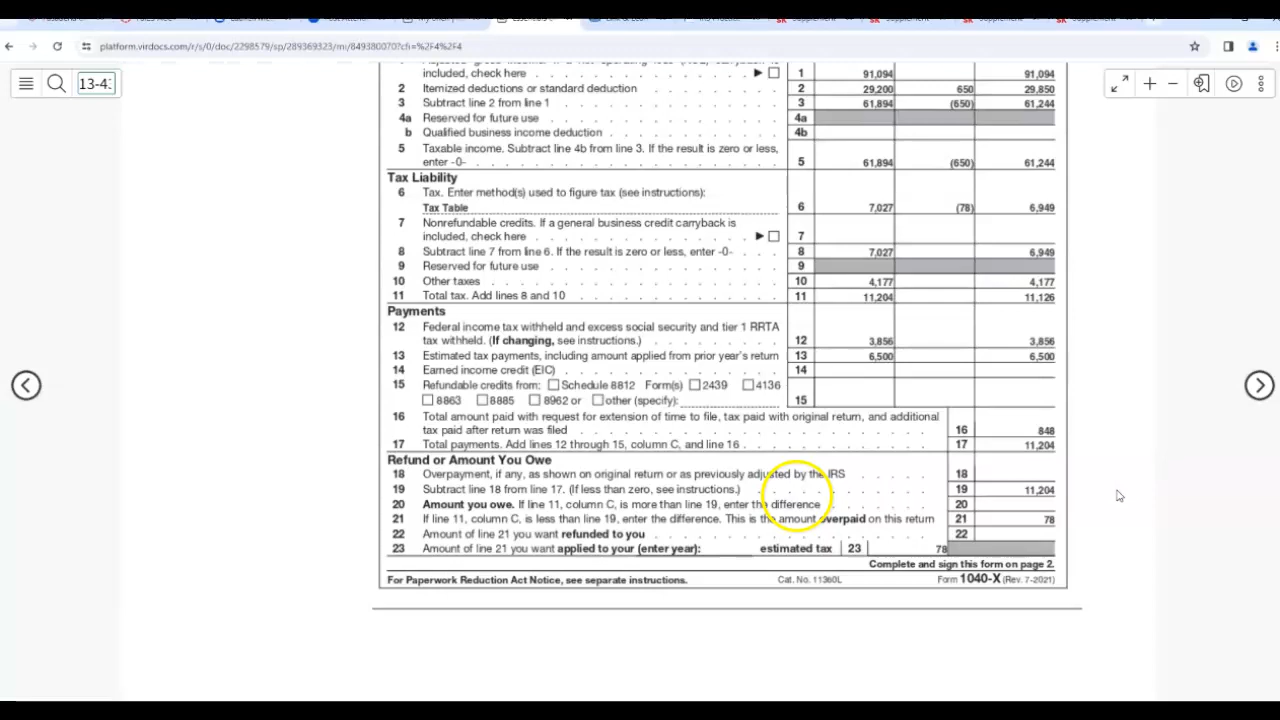 platform.virdocs.com/r/s/0/doc/2298579/sp/289369323/mi/849380070?cfi=%2F4%2F4
13-4
included, check here . . . ▶ ☐ 1 91,094 91,094
2 Itemized deductions or standard deduction 2 29,200 650 29,850
3 Subtract line 2 from line 1 3 61,894 (650) 61,244
4a Reserved for future use 4a
b Qualified business income deduction 4b
5 Taxable income. Subtract line 4b from line 3. If the result is zero or less,
enter -0- 5 61,894 (650) 61,244
Tax Liability
6 Tax. Enter method(s) used to figure tax (see instructions):
Tax Table 6 7,027 (78) 6,949
7 Nonrefundable credits. If a general business credit carryback is
included, check here ▶ ☐ 7
8 Subtract line 7 from line 6. If the result is zero or less, enter -0- 8 7,027 6,949
9 Reserved for future use 9
10 Other taxes 10 4,177 4,177
11 Total tax. Add lines 8 and 10 11 11,204 11,126
Payments
12 Federal income tax withheld and excess social security and tier 1 RRTA
tax withheld. (If changing, see instructions.) 12 3,856 3,856
13 Estimated tax payments, including amount applied from prior year's return 13 6,500 6,500
14 Earned income credit (EIC) 14
15 Refundable credits from: ☐ Schedule 8812 Form(s) ☐ 2439 ☐ 4136
☐ 8863 ☐ 8885 ☐ 8962 or ☐ other (specify): 15
16 Total amount paid with request for extension of time to file, tax paid with original return, and additional
tax paid after return was filed 16 848
17 Total payments. Add lines 12 through 15, column C, and line 16 17 11,204
Refund or Amount You Owe
18 Overpayment, if any, as shown on original return or as previously adjusted by the IRS 18
19 Subtract line 18 from line 17. (If less than zero, see instructions.) 19 11,204
20 Amount you owe. If line 11, column C, is more than line 19, enter the difference 20
21 If line 11, column C, is less than line 19, enter the difference. This is the amount overpaid on this return 21 78
22 Amount of line 21 you want refunded to you 22
23 Amount of line 21 you want applied to your (enter year): estimated tax 23 78
Complete and sign this form on page 2.
For Paperwork Reduction Act Notice, see separate instructions. Cat. No. 11360L Form 1040-X (Rev. 7-2021)